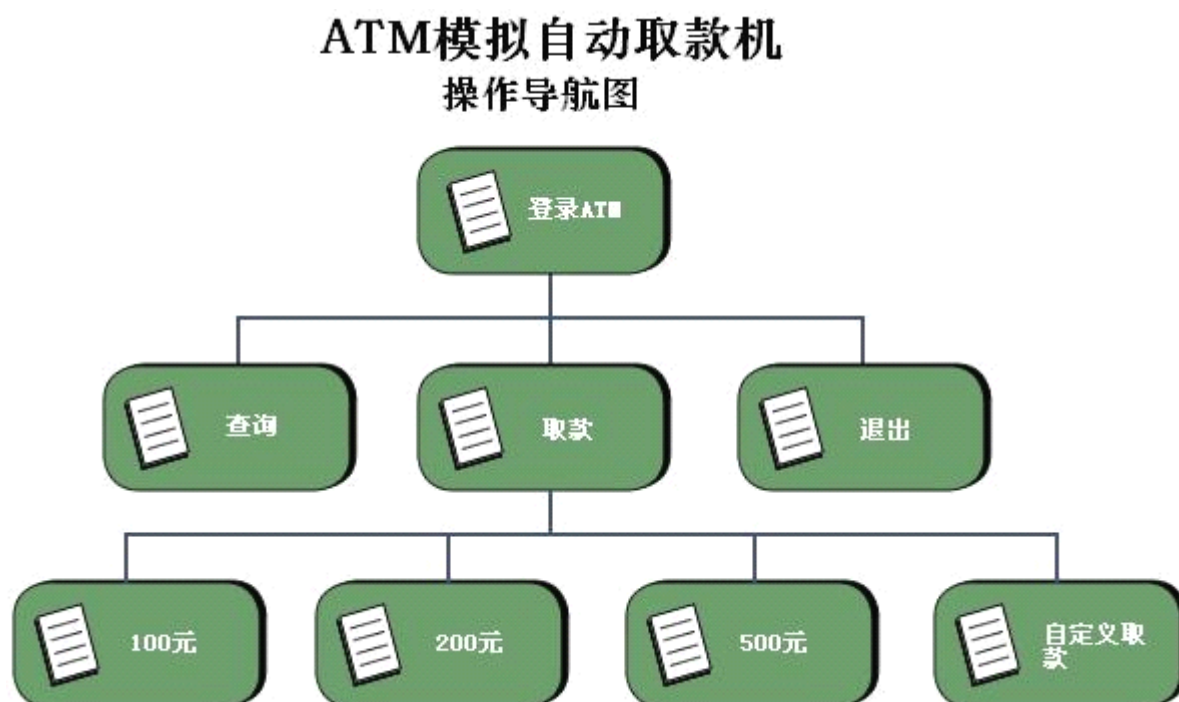 ATM模拟自动取款机
操作导航图
登录ATM
查询
取款
退出
100元
200元
500元
自定义取
款